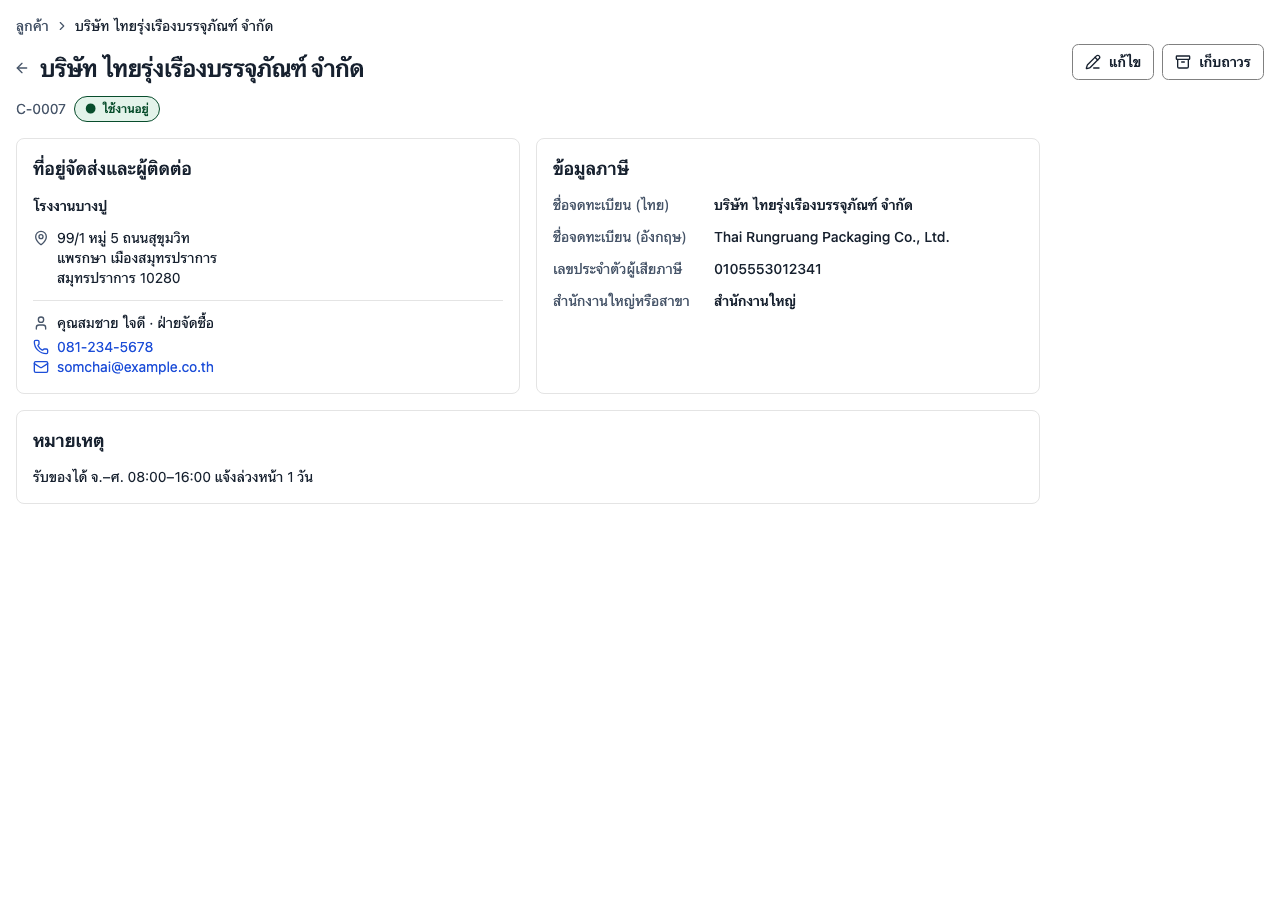 ลูกค้า > บริษัท ไทยรุ่งเรืองบรรจุภัณฑ์ จำกัด
บริษัท ไทยรุ่งเรืองบรรจุภัณฑ์ จำกัด
แก้ไข
เก็บถาวร
C-0007
ใช้งานอยู่
ที่อยู่จัดส่งและผู้ติดต่อ
โรงงานบางปู
99/1 หมู่ 5 ถนนสุขุมวิท
แพรกษา เมืองสมุทรปราการ
สมุทรปราการ 10280
คุณสมชาย ใจดี · ฝ่ายจัดซื้อ
081-234-5678
somchai@example.co.th
ข้อมูลภาษี
ชื่อจดทะเบียน (ไทย) บริษัท ไทยรุ่งเรืองบรรจุภัณฑ์ จำกัด
ชื่อจดทะเบียน (อังกฤษ) Thai Rungruang Packaging Co., Ltd.
เลขประจำตัวผู้เสียภาษี 0105553012341
สำนักงานใหญ่หรือสาขา สำนักงานใหญ่
หมายเหตุ
รับของได้ จ.–ศ. 08:00–16:00 แจ้งล่วงหน้า 1 วัน